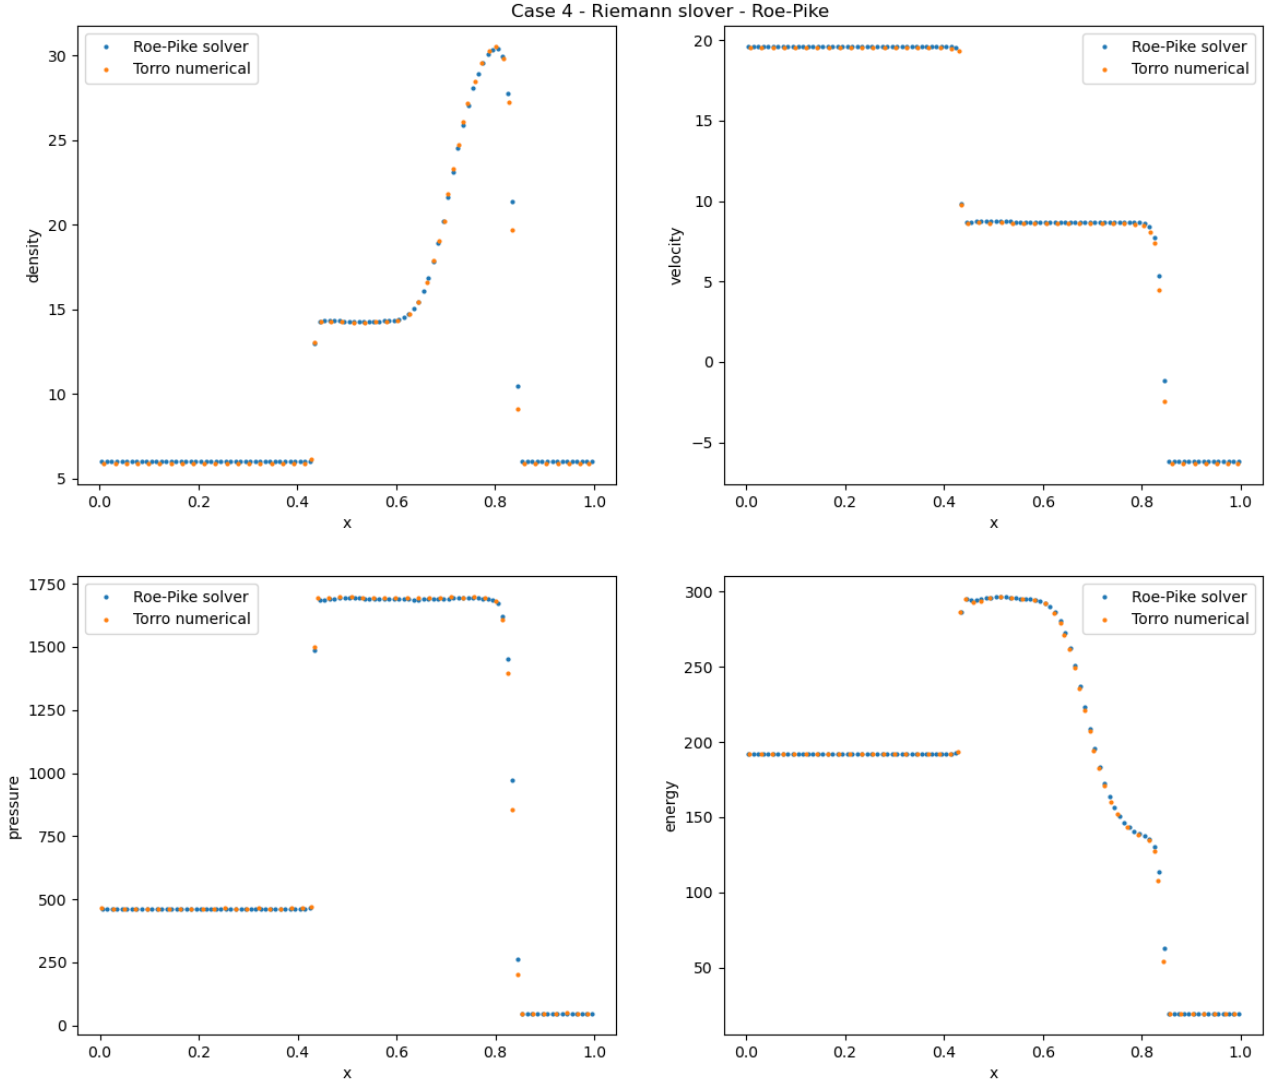 Case 4 - Riemann slover - Roe-Pike
Roe-Pike solver
Torro numerical
density
30
25
20
15
10
5
0.0 0.2 0.4 0.6 0.8 1.0
x
Roe-Pike solver
Torro numerical
velocity
20
15
10
5
0
−5
0.0 0.2 0.4 0.6 0.8 1.0
x
Roe-Pike solver
Torro numerical
pressure
1750
1500
1250
1000
750
500
250
0
0.0 0.2 0.4 0.6 0.8 1.0
x
Roe-Pike solver
Torro numerical
energy
300
250
200
150
100
50
0.0 0.2 0.4 0.6 0.8 1.0
x